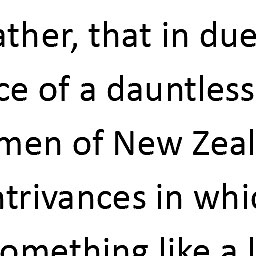 ather, that in due
ce of a dauntless
men of New Zeal
ntrivances in whic
omething like a l